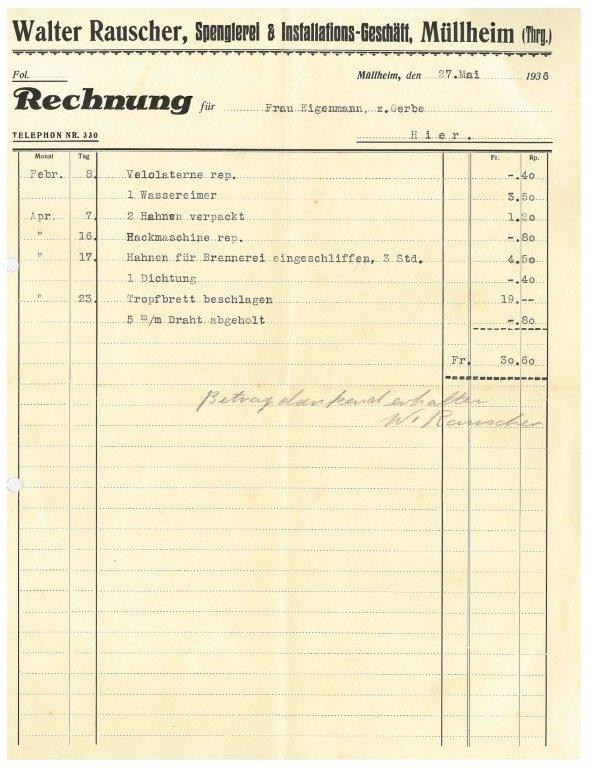 Walter Rauscher, Spenglerei & Installations-Geschäft, Müllheim (Thrg.)
Fol. Müllheim, den 27.Mai 1936
Rechnung für Frau Eigenmann, z.Gerbe
TELEPHON NR. 330 Hier.
Monat Tag Fr. Rp.
Febr. 8. Velolaterne rep. -.40
1 Wassereimer 3.50
Apr. 7. 2 Hahnen verpackt 1.20
" 16. Hackmaschine rep. -.80
" 17. Hahnen für Brennerei eingeschliffen, 3 Std. 4.50
1 Dichtung -.40
" 23. Tropfbrett beschlagen 19.--
5 m/m Draht abgeholt -.80
Fr. 30.60
Betrag dankend erhalten
W. Rauscher